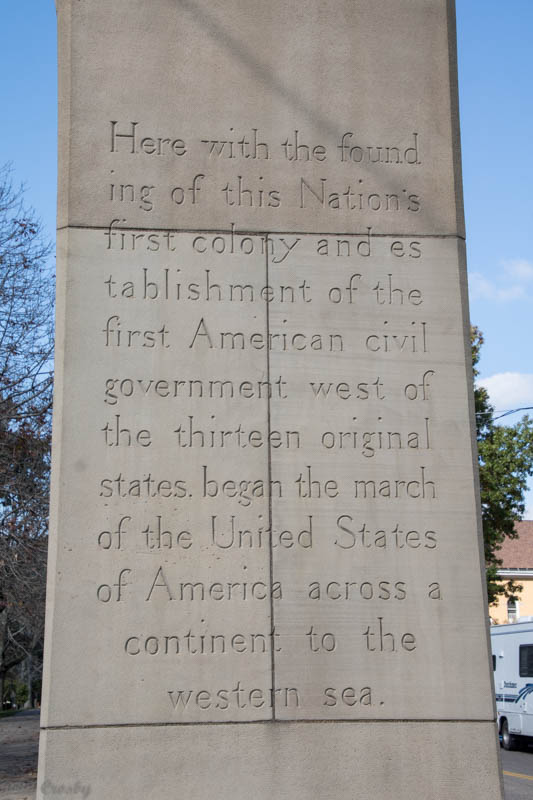 Here with the found
ing of this Nation's
first colony and es
tablishment of the
first American civil
government west of
the thirteen original
states. began the march
of the United States
of America across a
continent to the
western sea.
Crosby